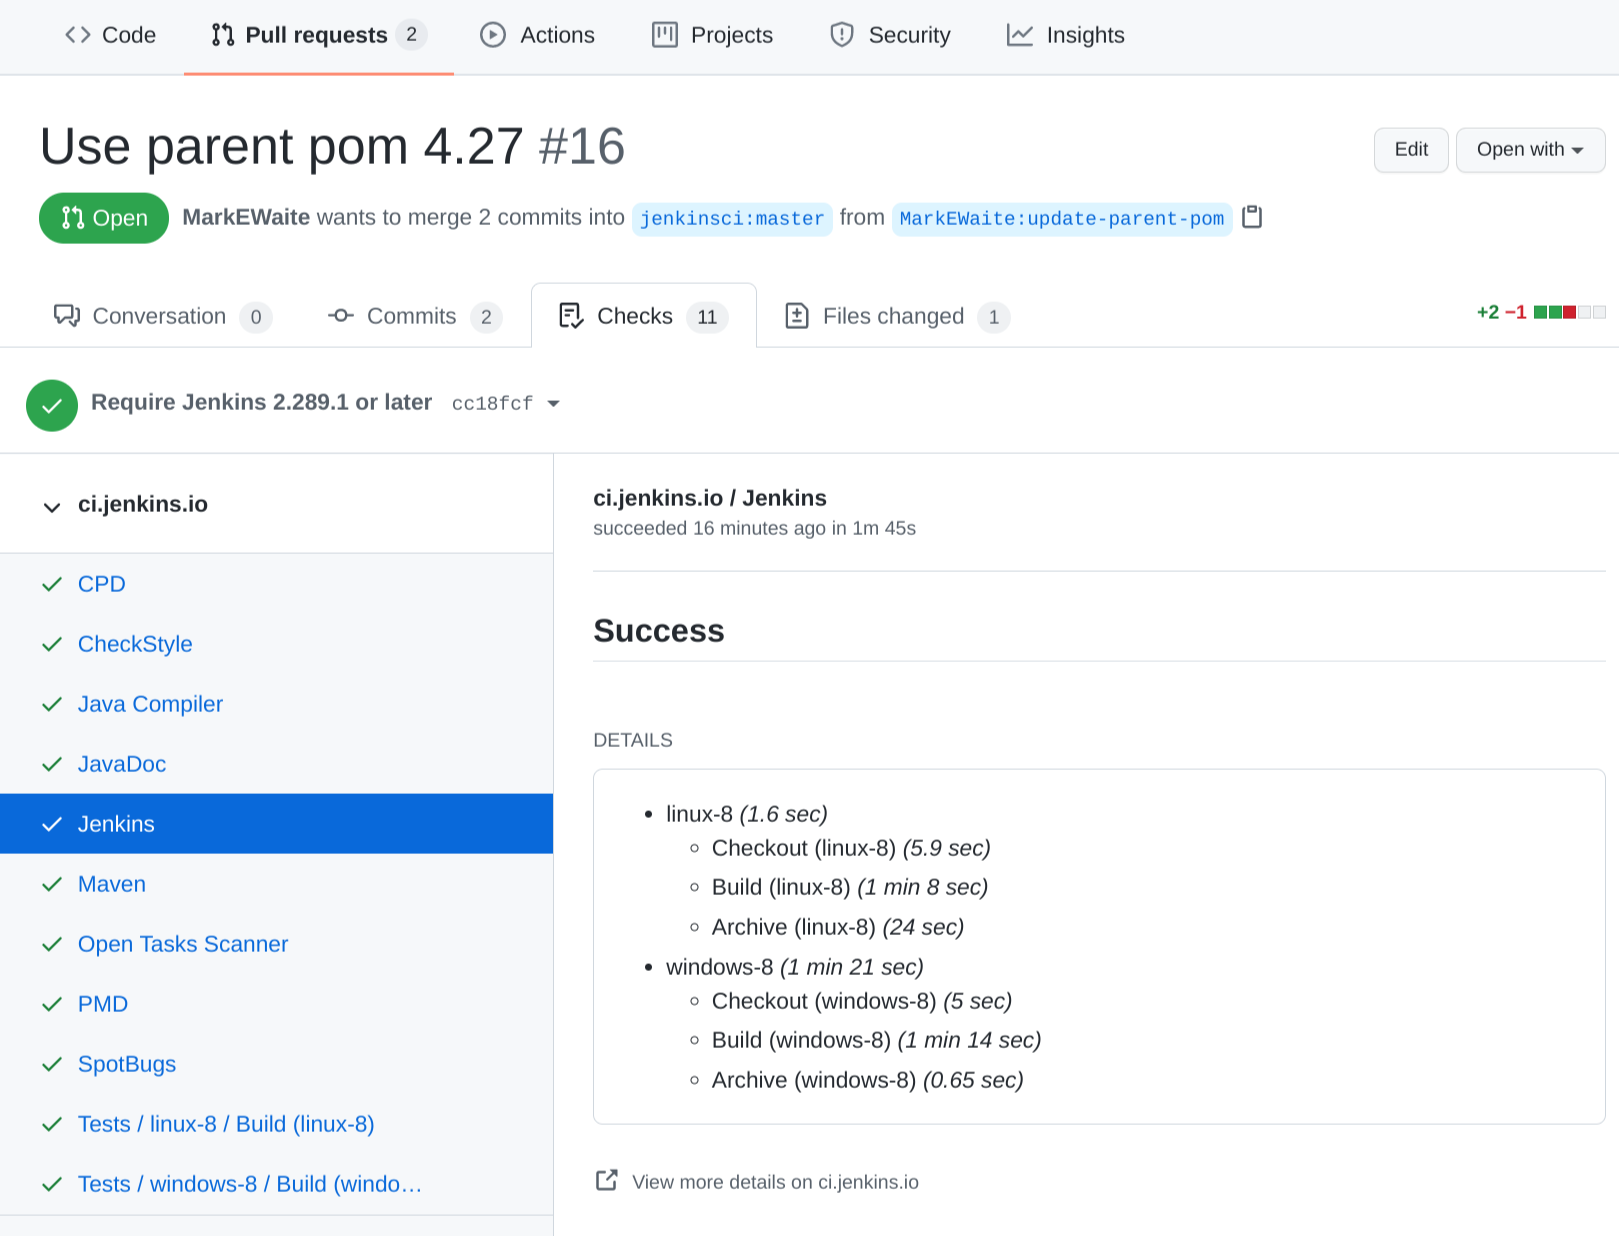 Code Pull requests 2 Actions Projects Security Insights
Use parent pom 4.27 #16
Edit Open with
Open MarkEWaite wants to merge 2 commits into jenkinsci:master from MarkEWaite:update-parent-pom
Conversation 0 Commits 2 Checks 11 Files changed 1 +2 −1
Require Jenkins 2.289.1 or later cc18fcf
ci.jenkins.io
CPD
CheckStyle
Java Compiler
JavaDoc
Jenkins
Maven
Open Tasks Scanner
PMD
SpotBugs
Tests / linux-8 / Build (linux-8)
Tests / windows-8 / Build (windo…
ci.jenkins.io / Jenkins
succeeded 16 minutes ago in 1m 45s
Success
DETAILS
linux-8 (1.6 sec)
Checkout (linux-8) (5.9 sec)
Build (linux-8) (1 min 8 sec)
Archive (linux-8) (24 sec)
windows-8 (1 min 21 sec)
Checkout (windows-8) (5 sec)
Build (windows-8) (1 min 14 sec)
Archive (windows-8) (0.65 sec)
View more details on ci.jenkins.io